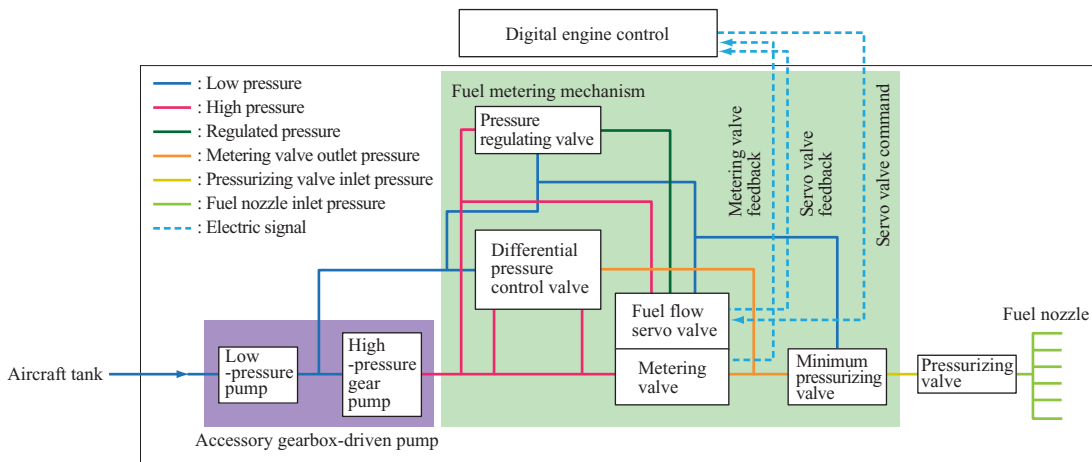 Digital engine control
: Low pressure
: High pressure
: Regulated pressure
: Metering valve outlet pressure
: Pressurizing valve inlet pressure
: Fuel nozzle inlet pressure
: Electric signal
Fuel metering mechanism
Pressure
regulating valve
Metering valve
feedback
Servo valve
feedback
Servo valve command
Differential
pressure
control valve
Fuel flow
servo valve
Metering
valve
Minimum
pressurizing
valve
Pressurizing
valve
Fuel nozzle
Aircraft tank
Low
-pressure
pump
High
-pressure
gear
pump
Accessory gearbox-driven pump